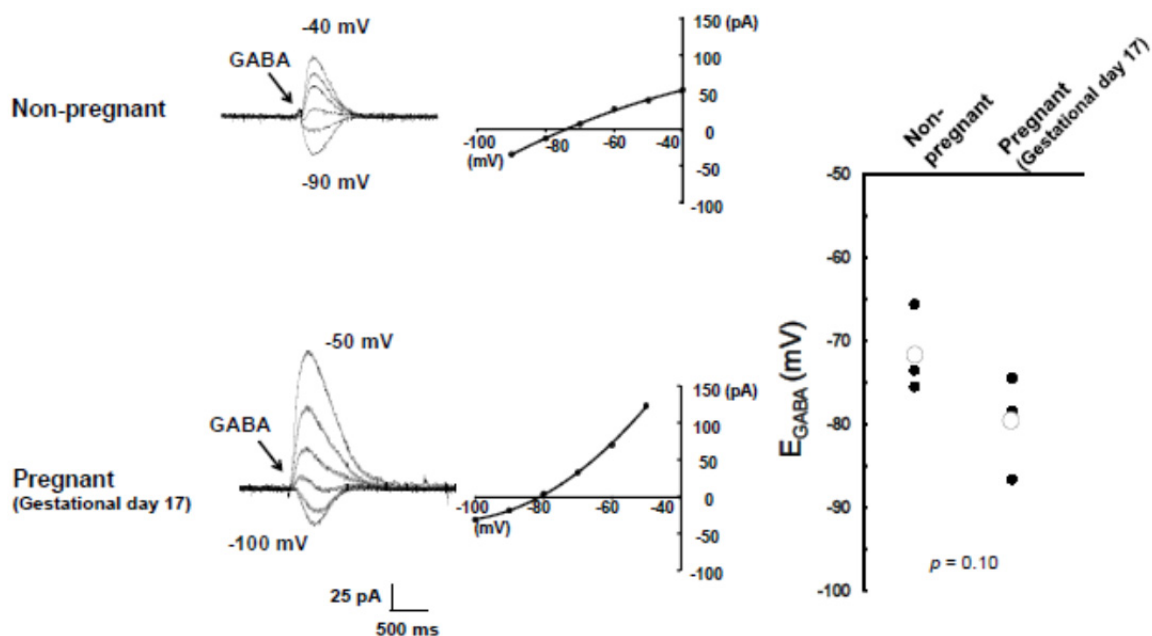 -40 mV
GABA
Non-pregnant
-90 mV
150 (pA)
100
50
0
-50
-100
-100
-80
-60
-40
(mV)
-50 mV
GABA
Pregnant
(Gestational day 17)
-100 mV
150 (pA)
100
50
0
-50
-100
-100
-80
-60
-40
(mV)
25 pA
500 ms
Non-
pregnant
Pregnant
(Gestational day 17)
-50
-60
-70
-80
-90
-100
EGABA (mV)
p = 0.10